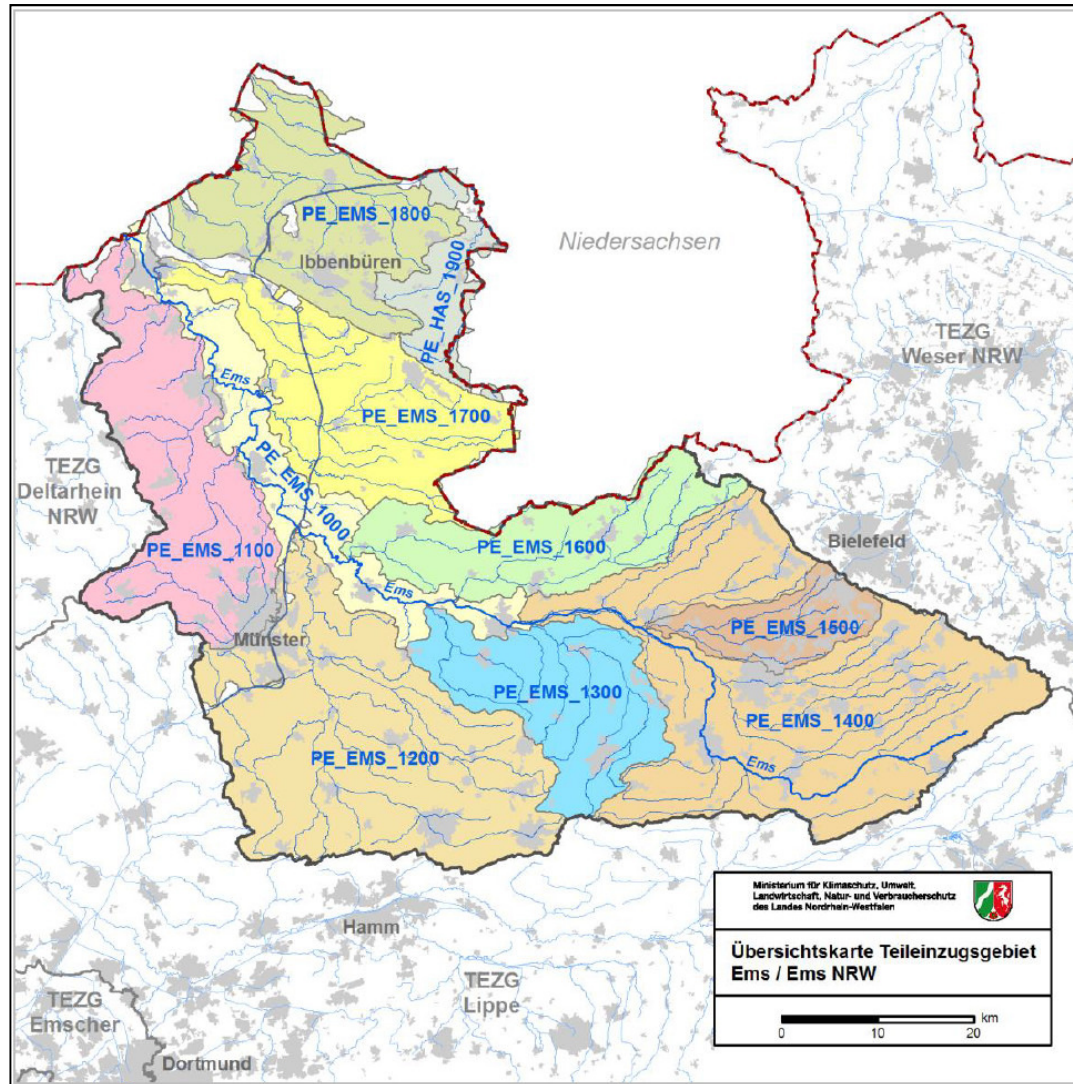 PE_EMS_1800
Ibbenbüren
PE_HAS_1900
Niedersachsen
TEZG
Weser NRW
Ems
PE_EMS_1700
TEZG
Deltarhein
NRW
PE_EMS_1000
PE_EMS_1100
PE_EMS_1600
Bielefeld
Ems
Münster
PE_EMS_1500
PE_EMS_1300
PE_EMS_1400
PE_EMS_1200
Ems
Hamm
TEZG
Lippe
TEZG
Emscher
Dortmund
Ministerium für Klimaschutz, Umwelt,
Landwirtschaft, Natur- und Verbraucherschutz
des Landes Nordrhein-Westfalen
Übersichtskarte Teileinzugsgebiet
Ems / Ems NRW
km
0 10 20